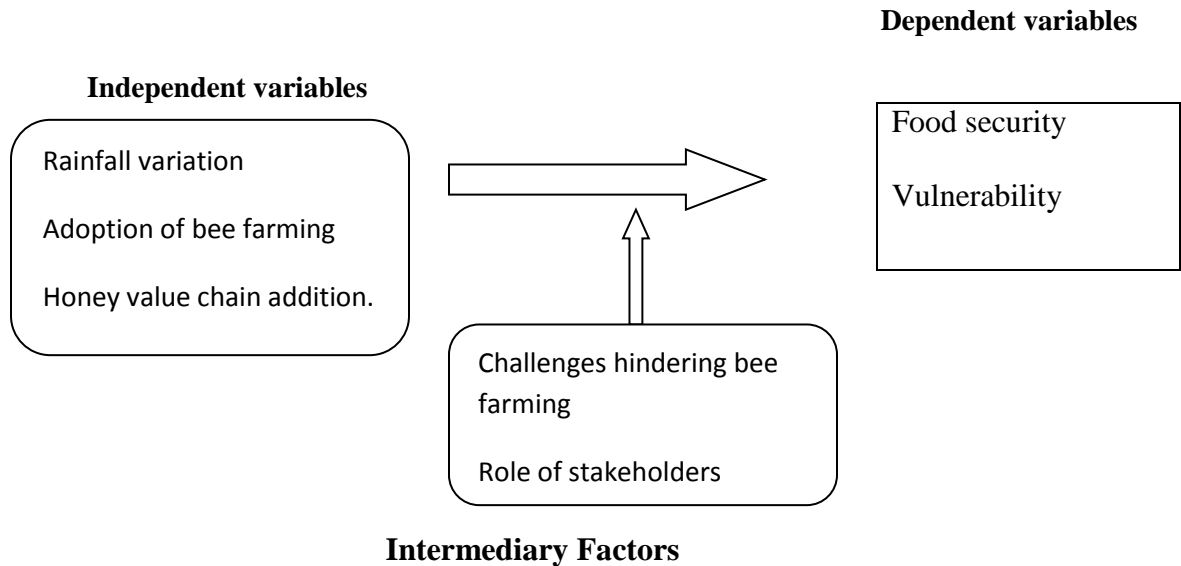 Dependent variables
Independent variables
Food security
Vulnerability
Rainfall variation
Adoption of bee farming
Honey value chain addition.
Challenges hindering bee
farming
Role of stakeholders
Intermediary Factors